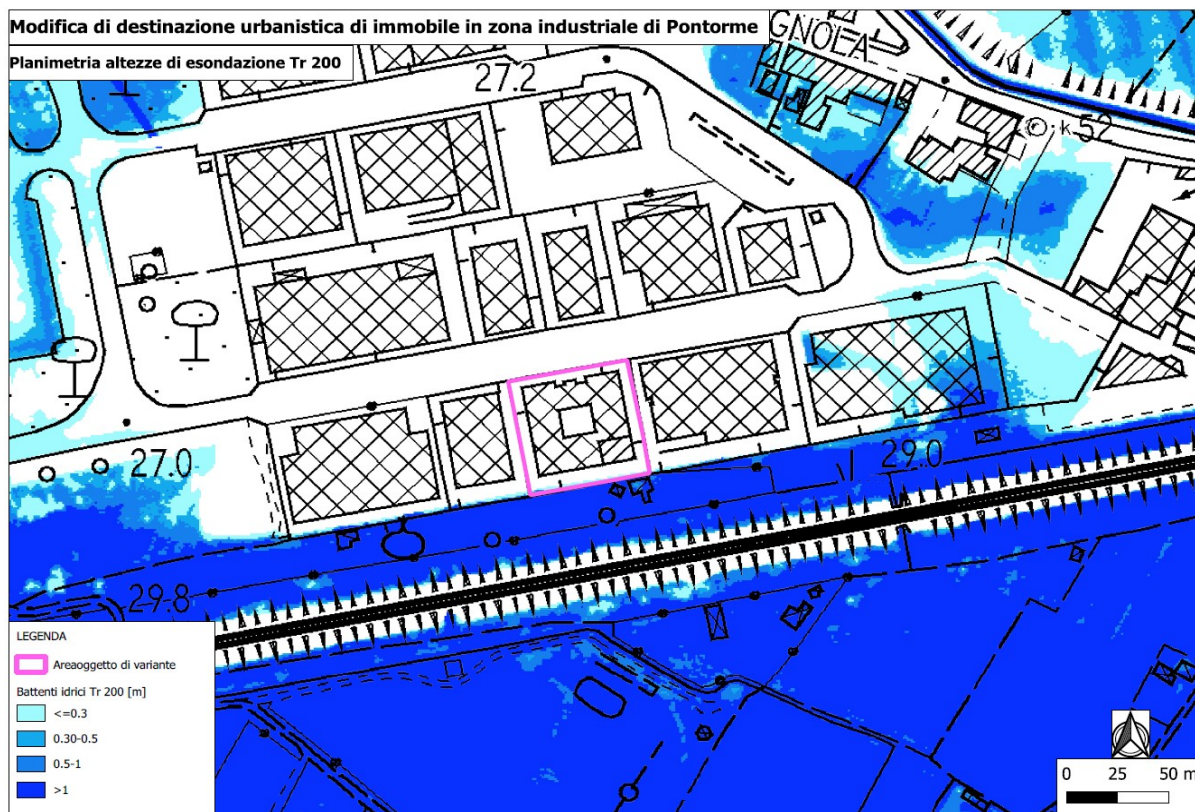 Modifica di destinazione urbanistica di immobile in zona industriale di Pontorme
Planimetria altezze di esondazione Tr 200
GNOLA
27.2
k 52
27.0
29.0
29.8
LEGENDA
Areaoggetto di variante
Battenti idrici Tr 200 [m]
<=0.3
0.30-0.5
0.5-1
>1
0 25 50 m